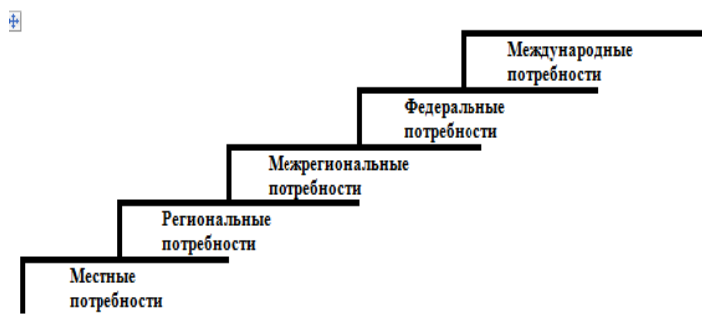 Международные
потребности
Федеральные
потребности
Межрегиональные
потребности
Региональные
потребности
Местные
потребности